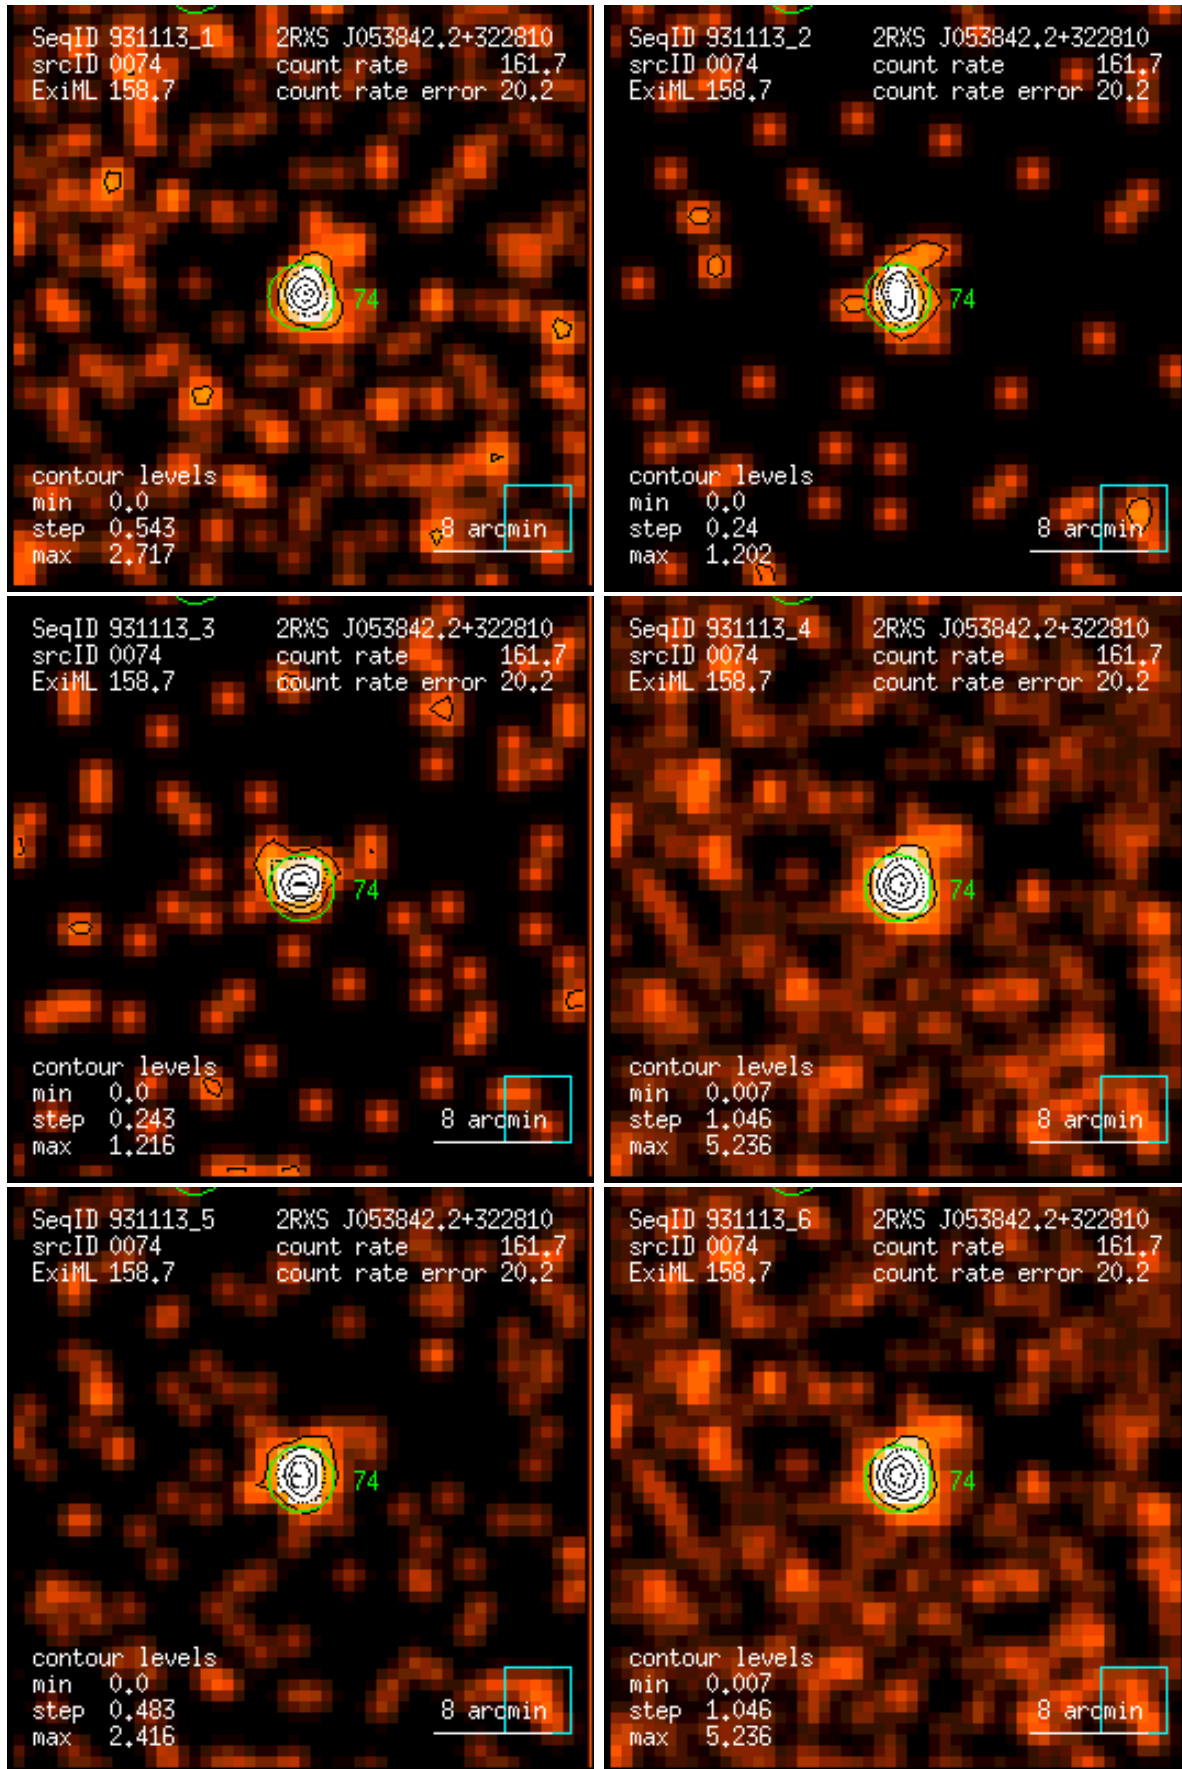 SeqID 931113_1 2RXS J053842.2+322810
srcID 0074 count rate 161.7
ExiML 158.7 count rate error 20.2
74
contour levels
min 0.0
step 0.543
max 2.717
8 arcmin
SeqID 931113_2 2RXS J053842.2+322810
srcID 0074 count rate 161.7
ExiML 158.7 count rate error 20.2
74
contour levels
min 0.0
step 0.24
max 1.202
8 arcmin
SeqID 931113_3 2RXS J053842.2+322810
srcID 0074 count rate 161.7
ExiML 158.7 count rate error 20.2
74
contour levels
min 0.0
step 0.243
max 1.216
8 arcmin
SeqID 931113_4 2RXS J053842.2+322810
srcID 0074 count rate 161.7
ExiML 158.7 count rate error 20.2
74
contour levels
min 0.007
step 1.046
max 5.236
8 arcmin
SeqID 931113_5 2RXS J053842.2+322810
srcID 0074 count rate 161.7
ExiML 158.7 count rate error 20.2
74
contour levels
min 0.0
step 0.483
max 2.416
8 arcmin
SeqID 931113_6 2RXS J053842.2+322810
srcID 0074 count rate 161.7
ExiML 158.7 count rate error 20.2
74
contour levels
min 0.007
step 1.046
max 5.236
8 arcmin